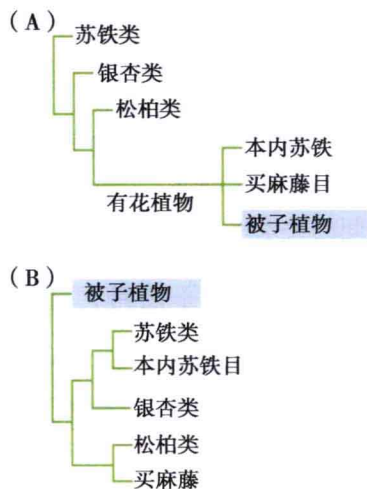 （A）
苏铁类
银杏类
松柏类
本内苏铁
买麻藤目
有花植物
被子植物
（B）
被子植物
苏铁类
本内苏铁目
银杏类
松柏类
买麻藤